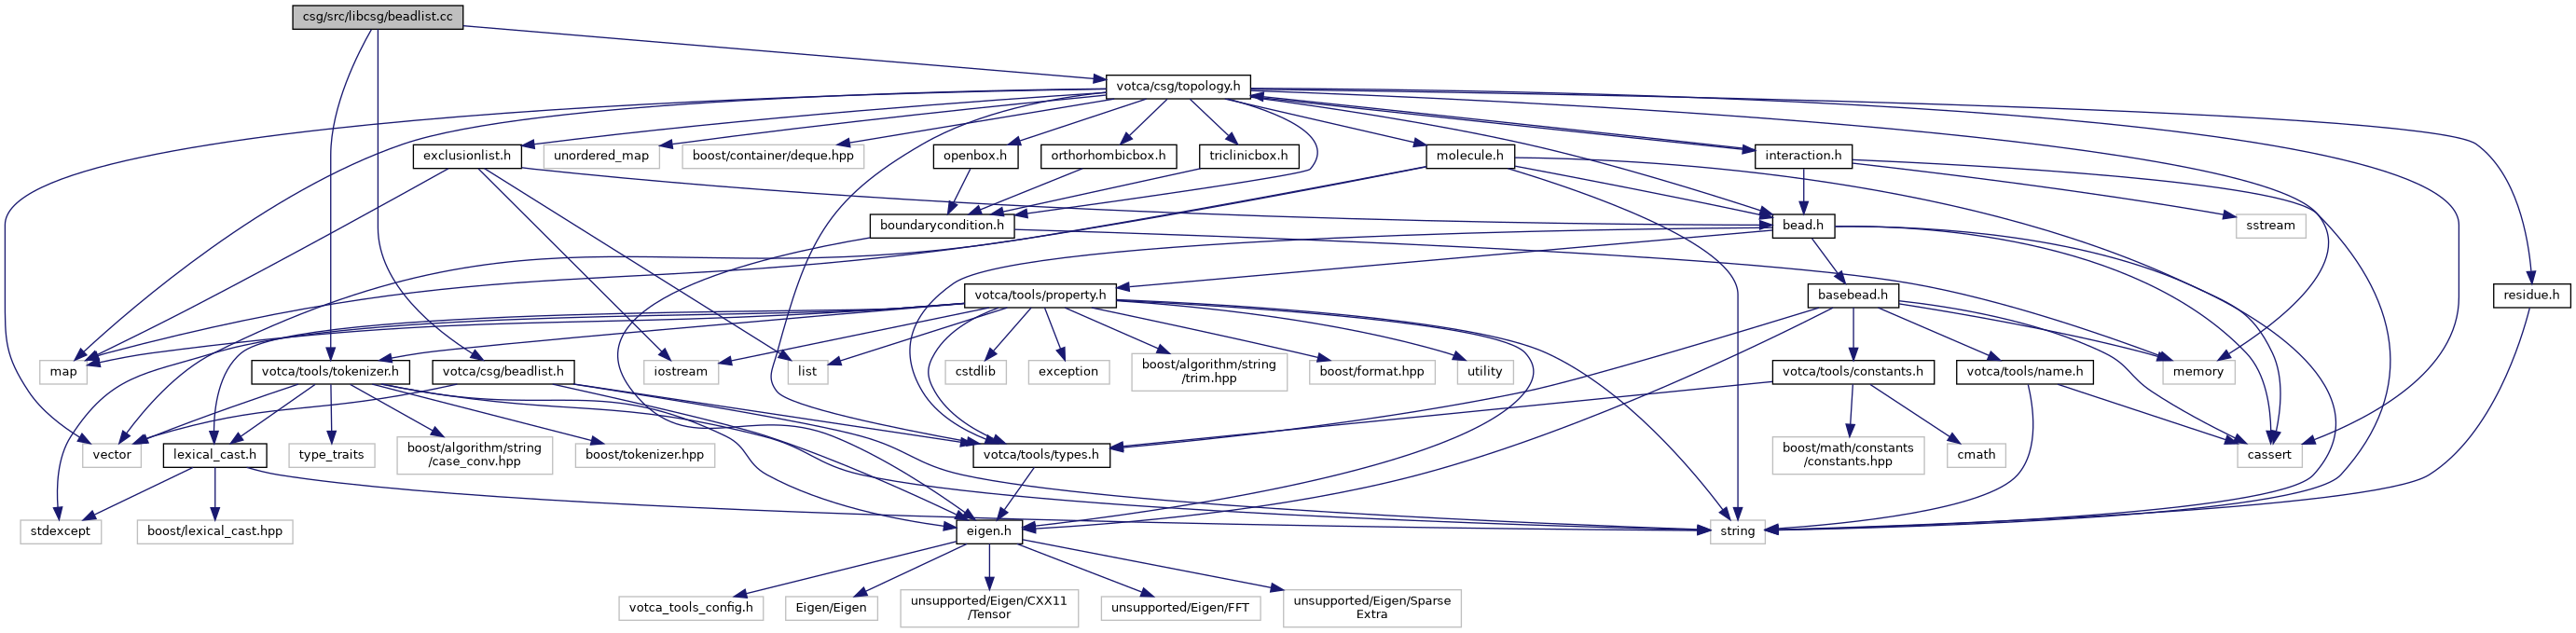 csg/src/libcsg/beadlist.cc
votca/csg/topology.h
exclusionlist.h
unordered_map
boost/container/deque.hpp
openbox.h
orthorhombicbox.h
triclinicbox.h
molecule.h
interaction.h
boundarycondition.h
bead.h
sstream
votca/tools/property.h
basebead.h
residue.h
map
votca/tools/tokenizer.h
votca/csg/beadlist.h
iostream
list
cstdlib
exception
boost/algorithm/string
/trim.hpp
boost/format.hpp
utility
votca/tools/constants.h
votca/tools/name.h
memory
vector
lexical_cast.h
type_traits
boost/algorithm/string
/case_conv.hpp
boost/tokenizer.hpp
votca/tools/types.h
boost/math/constants
/constants.hpp
cmath
cassert
stdexcept
boost/lexical_cast.hpp
eigen.h
string
votca_tools_config.h
Eigen/Eigen
unsupported/Eigen/CXX11
/Tensor
unsupported/Eigen/FFT
unsupported/Eigen/Sparse
Extra